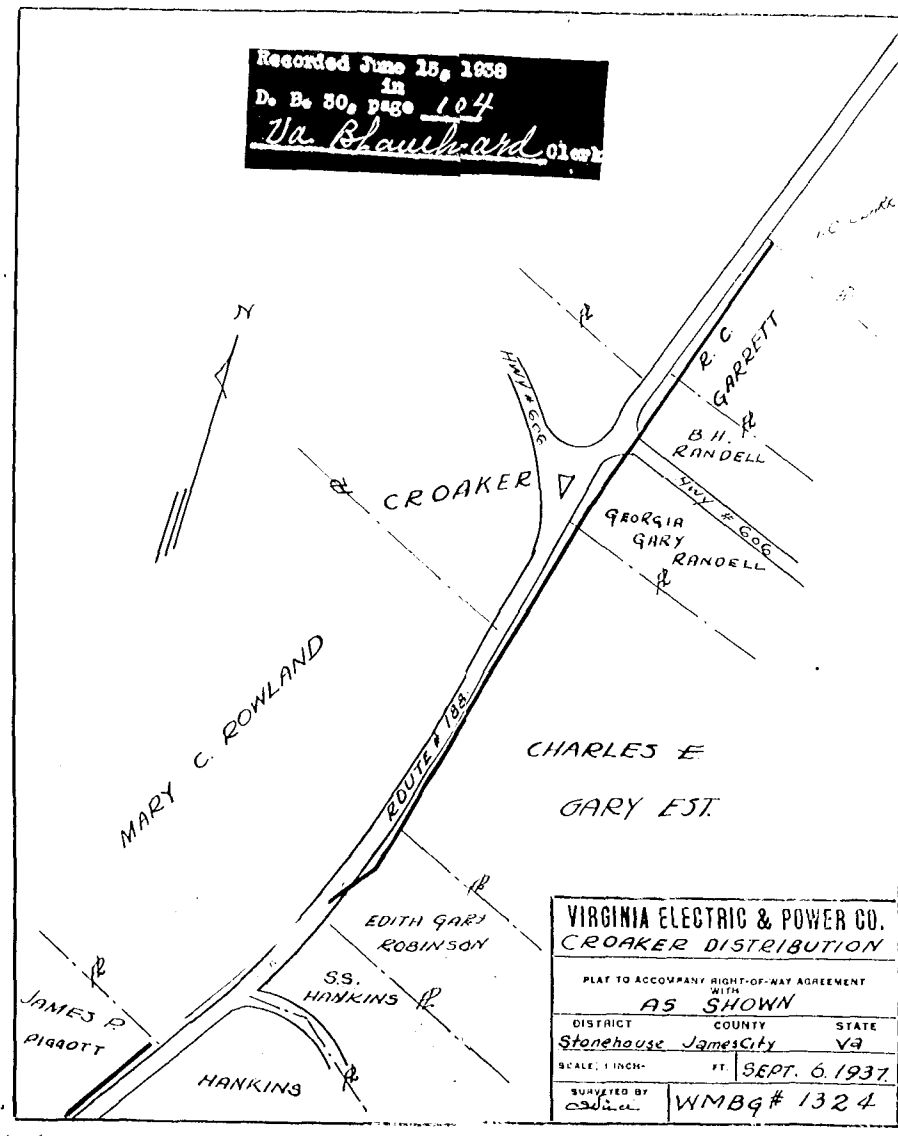 Recorded June 15, 1938
in
D. B. 30, page 104
Va Blanchard Clerk
N
R. C.
GARRETT
HWY # 606
B.H.
RANDELL
CROAKER
HWY # 606
GEORGIA
GARY
RANDELL
MARY C. ROWLAND
ROUTE # 188
CHARLES E
GARY EST.
EDITH GARY
ROBINSON
S.S.
HANKINS
JAMES P.
PIGGOTT
HANKINS
VIRGINIA ELECTRIC & POWER CO.
CROAKER DISTRIBUTION
PLAT TO ACCOMPANY RIGHT-OF-WAY AGREEMENT
WITH
AS SHOWN
DISTRICT COUNTY STATE
Stonehouse James City Va
SCALE; 1 INCH- FT. SEPT. 6. 1937.
SURVEYED BY
WMBG# 1324